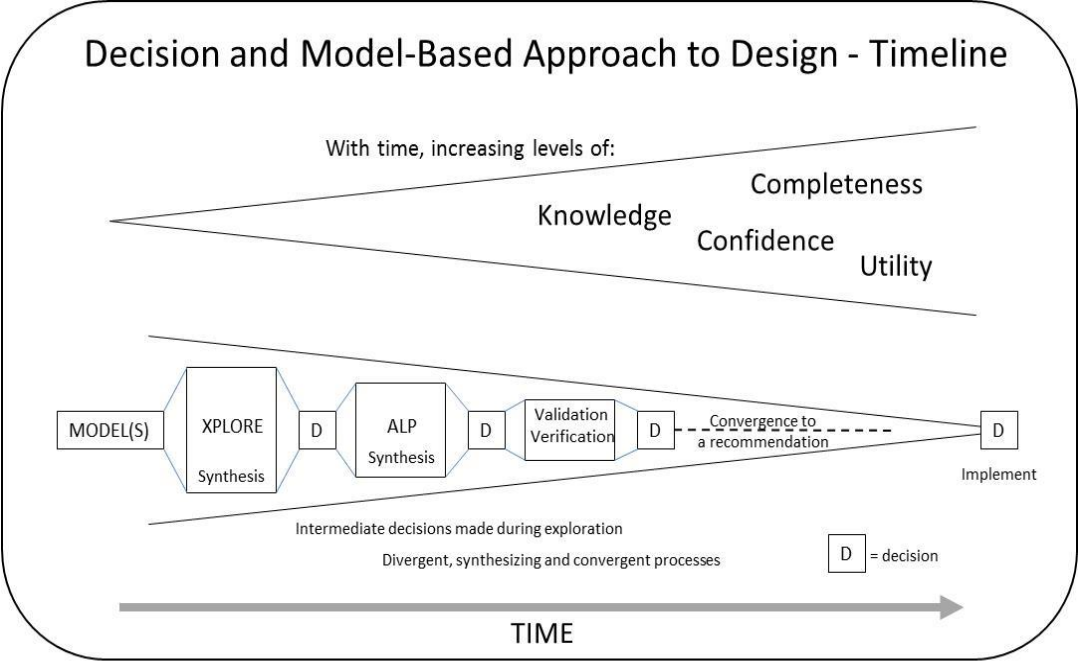 Decision and Model-Based Approach to Design - Timeline
With time, increasing levels of:
Completeness
Knowledge
Confidence
Utility
MODEL(S)
XPLORE
Synthesis
D
ALP
Synthesis
D
Validation
Verification
D
Convergence to
a recommendation
D
Implement
Intermediate decisions made during exploration
Divergent, synthesizing and convergent processes
D = decision
TIME